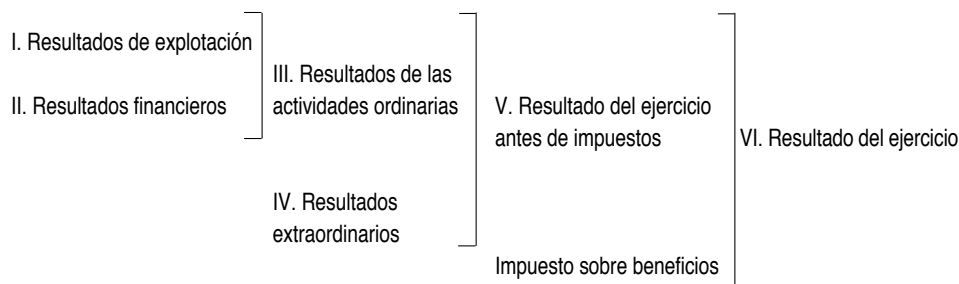 I. Resultados de explotación
II. Resultados financieros
III. Resultados de las
actividades ordinarias
IV. Resultados
extraordinarios
V. Resultado del ejercicio
antes de impuestos
Impuesto sobre beneficios
VI. Resultado del ejercicio